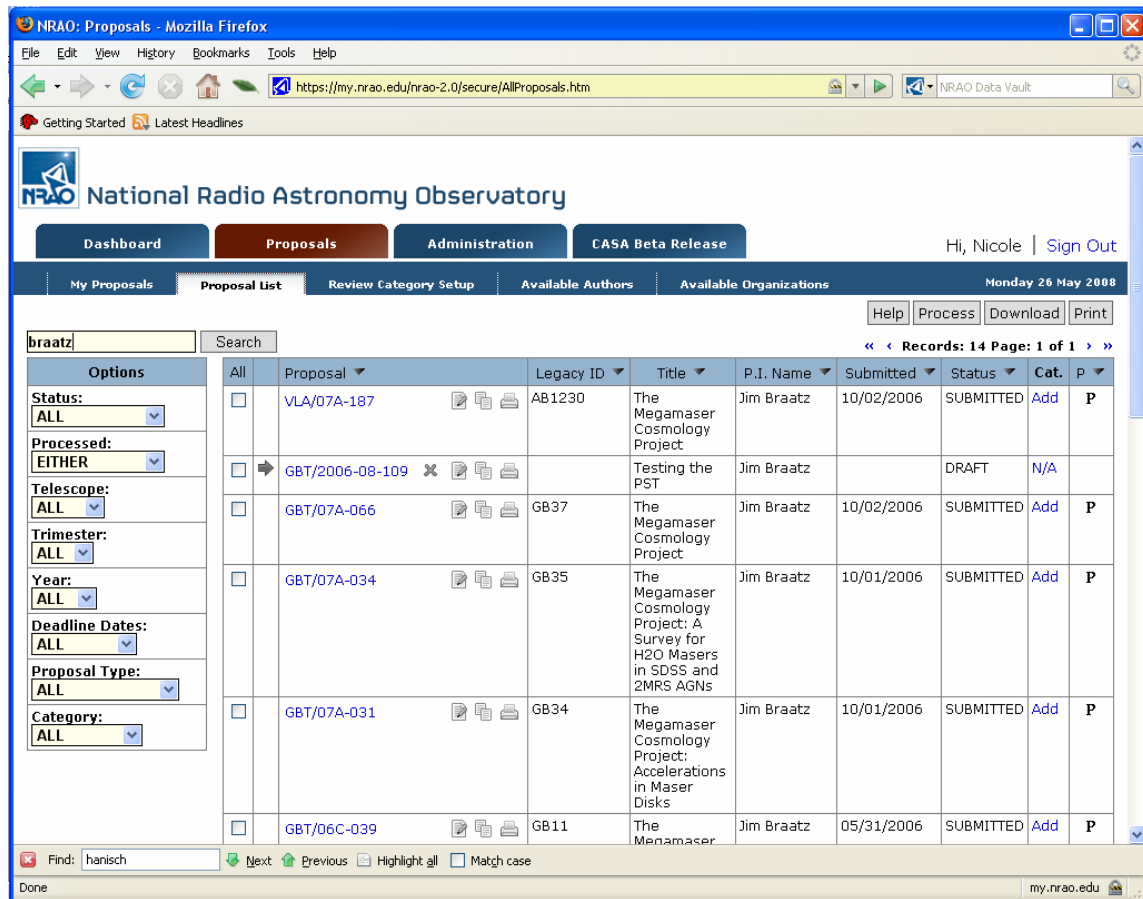 NRAO: Proposals - Mozilla Firefox
File Edit View History Bookmarks Tools Help
https://my.nrao.edu/nrao-2.0/secure/AllProposals.htm NRAO Data Vault
Getting Started Latest Headlines
NRAO National Radio Astronomy Observatory
Dashboard Proposals Administration CASA Beta Release Hi, Nicole | Sign Out
My Proposals Proposal List Review Category Setup Available Authors Available Organizations Monday 26 May 2008
Help Process Download Print
braatz Search « ‹ Records: 14 Page: 1 of 1 › »
Options
Status:
ALL
Processed:
EITHER
Telescope:
ALL
Trimester:
ALL
Year:
ALL
Deadline Dates:
ALL
Proposal Type:
ALL
Category:
ALL
All Proposal Legacy ID Title P.I. Name Submitted Status Cat. P
VLA/07A-187 AB1230 The Jim Braatz 10/02/2006 SUBMITTED Add P
Megamaser
Cosmology
Project
GBT/2006-08-109 Testing the Jim Braatz DRAFT N/A
PST
GBT/07A-066 GB37 The Jim Braatz 10/02/2006 SUBMITTED Add P
Megamaser
Cosmology
Project
GBT/07A-034 GB35 The Jim Braatz 10/01/2006 SUBMITTED Add P
Megamaser
Cosmology
Project: A
Survey for
H2O Masers
in SDSS and
2MRS AGNs
GBT/07A-031 GB34 The Jim Braatz 10/01/2006 SUBMITTED Add P
Megamaser
Cosmology
Project:
Accelerations
in Maser
Disks
GBT/06C-039 GB11 The Jim Braatz 05/31/2006 SUBMITTED Add P
Megamaser
Find: hanisch Next Previous Highlight all Match case
Done my.nrao.edu